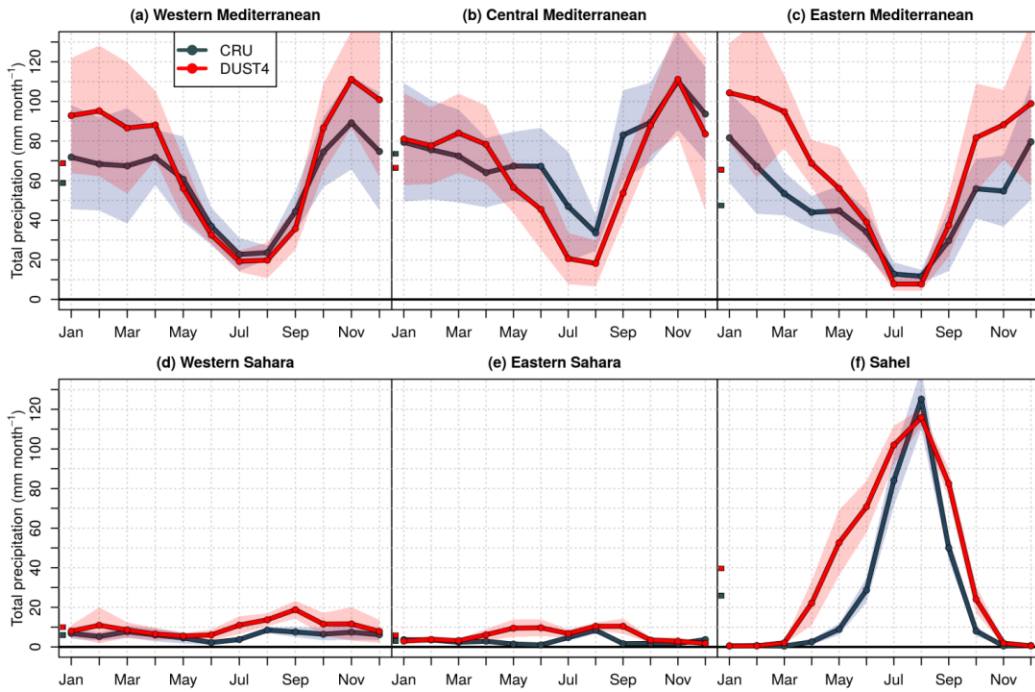 (a) Western Mediterranean
(b) Central Mediterranean
(c) Eastern Mediterranean
CRU
DUST4
Total precipitation (mm month⁻¹)
120
100
80
60
40
20
0
Jan Mar May Jul Sep Nov
Jan Mar May Jul Sep Nov
Jan Mar May Jul Sep Nov
(d) Western Sahara
(e) Eastern Sahara
(f) Sahel
Total precipitation (mm month⁻¹)
120
100
80
60
40
20
0
Jan Mar May Jul Sep Nov
Jan Mar May Jul Sep Nov
Jan Mar May Jul Sep Nov